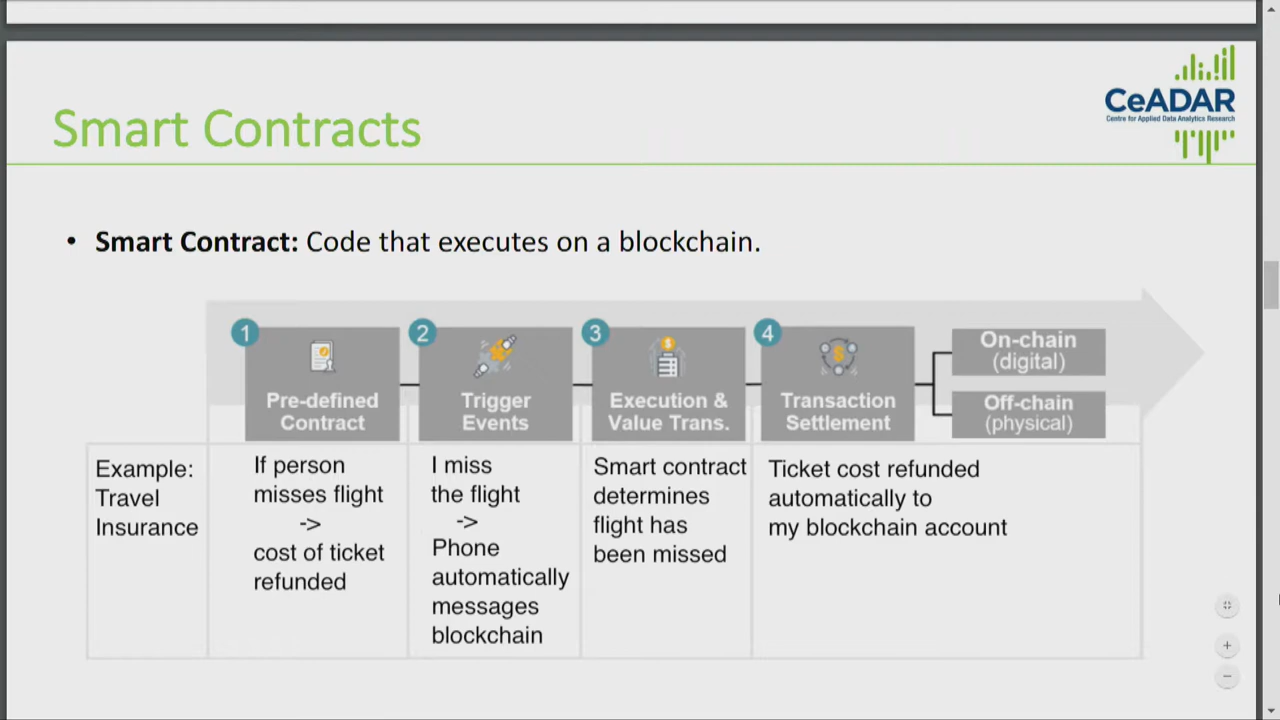 CeADAR
Centre for Applied Data Analytics Research
Smart Contracts
• Smart Contract: Code that executes on a blockchain.
1
Pre-defined
Contract
2
Trigger
Events
3
Execution &
Value Trans.
4
Transaction
Settlement
On-chain
(digital)
Off-chain
(physical)
Example:
Travel
Insurance
If person
misses flight
->
cost of ticket
refunded
I miss
the flight
->
Phone
automatically
messages
blockchain
Smart contract
determines
flight has
been missed
Ticket cost refunded
automatically to
my blockchain account